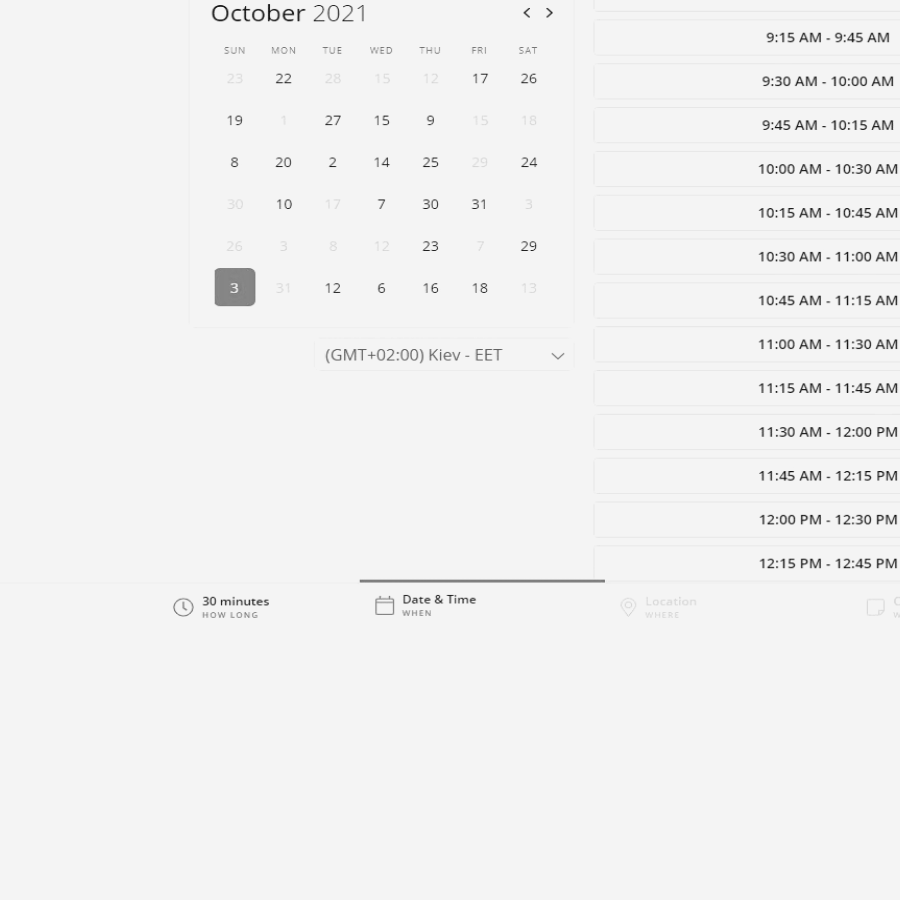 October 2021
SUN MON TUE WED THU FRI SAT
23 22 28 15 12 17 26
19 1 27 15 9 15 18
8 20 2 14 25 29 24
30 10 17 7 30 31 3
26 3 8 12 23 7 29
3 31 12 6 16 18 13
(GMT+02:00) Kiev - EET
9:15 AM - 9:45 AM
9:30 AM - 10:00 AM
9:45 AM - 10:15 AM
10:00 AM - 10:30 AM
10:15 AM - 10:45 AM
10:30 AM - 11:00 AM
10:45 AM - 11:15 AM
11:00 AM - 11:30 AM
11:15 AM - 11:45 AM
11:30 AM - 12:00 PM
11:45 AM - 12:15 PM
12:00 PM - 12:30 PM
12:15 PM - 12:45 PM
30 minutes
HOW LONG
Date & Time
WHEN
Location
WHERE